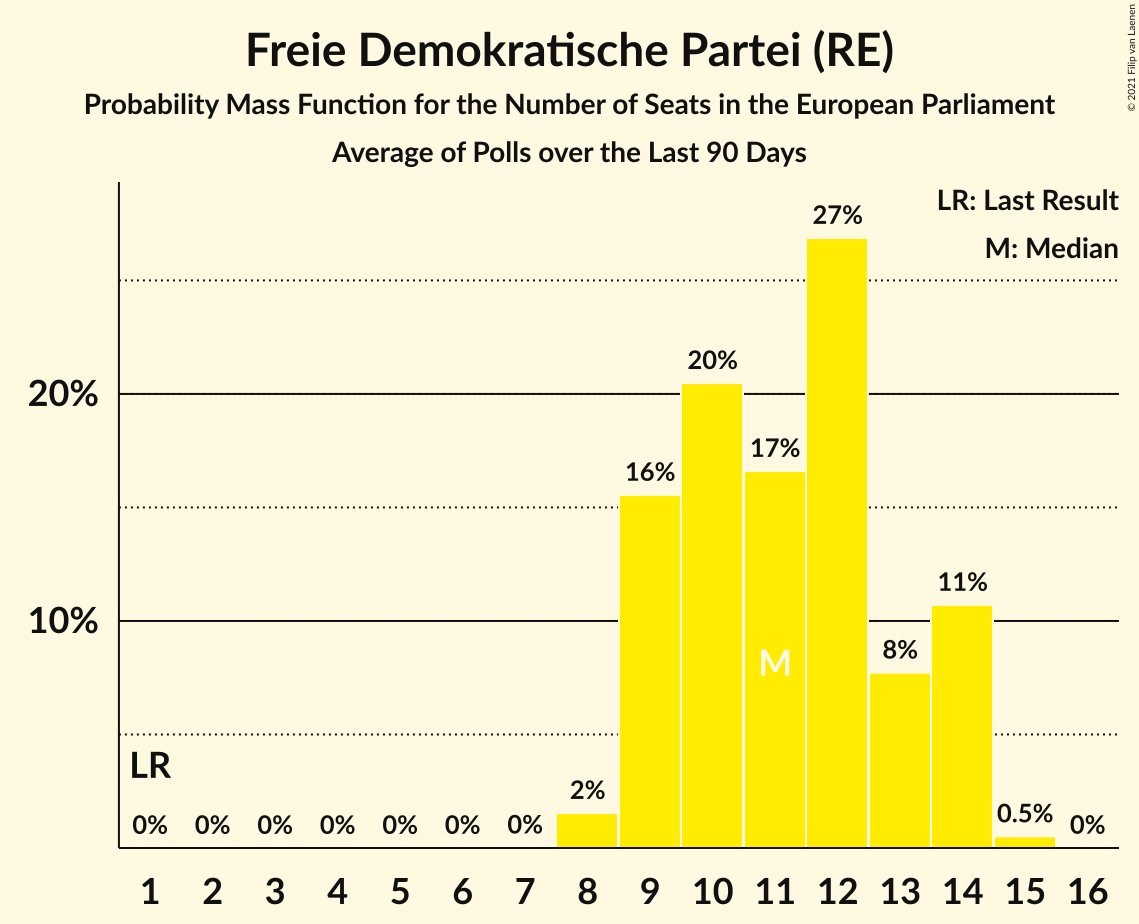 Freie Demokratische Partei (RE)
Probability Mass Function for the Number of Seats in the European Parliament
Average of Polls over the Last 90 Days
© 2021 Filip van Laenen
LR: Last Result
M: Median
27%
20%
20%
17%
16%
11%
10%
8%
M
LR
2%
0.5%
0% 0% 0% 0% 0% 0% 0% 0%
1 2 3 4 5 6 7 8 9 10 11 12 13 14 15 16